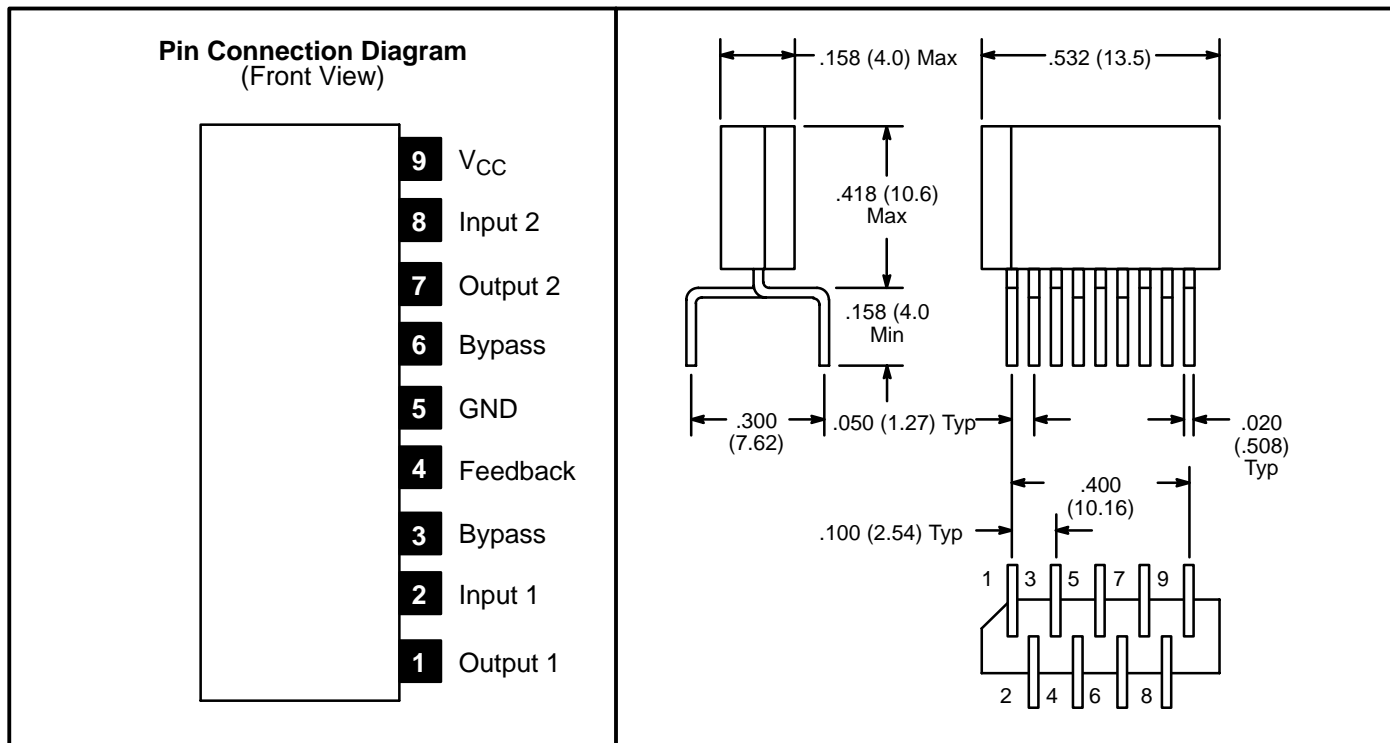 Pin Connection Diagram
(Front View)
9 VCC
8 Input 2
7 Output 2
6 Bypass
5 GND
4 Feedback
3 Bypass
2 Input 1
1 Output 1
.158 (4.0) Max
.532 (13.5)
.418 (10.6)
Max
.158 (4.0
Min
.300
(7.62)
.050 (1.27) Typ
.020
(.508)
Typ
.400
(10.16)
.100 (2.54) Typ
1 3 5 7 9
2 4 6 8